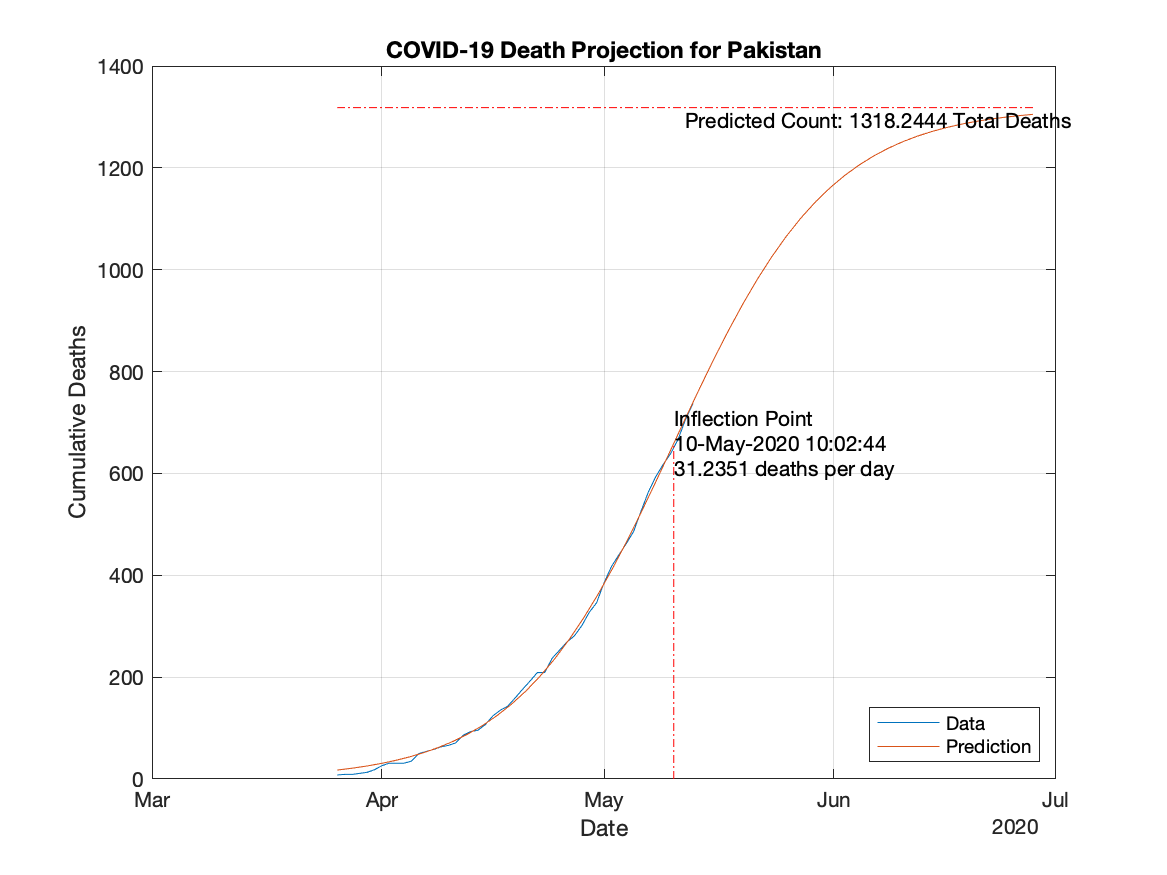 COVID-19 Death Projection for Pakistan
1400
1200
1000
800
600
400
200
0
Cumulative Deaths
Predicted Count: 1318.2444 Total Deaths
Inflection Point
10-May-2020 10:02:44
31.2351 deaths per day
Data
Prediction
Mar Apr May Jun Jul
Date
2020